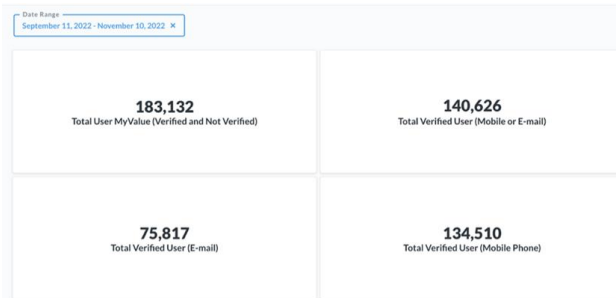 Date Range
September 11, 2022 - November 10, 2022 ×
183,132
Total User MyValue (Verified and Not Verified)
140,626
Total Verified User (Mobile or E-mail)
75,817
Total Verified User (E-mail)
134,510
Total Verified User (Mobile Phone)